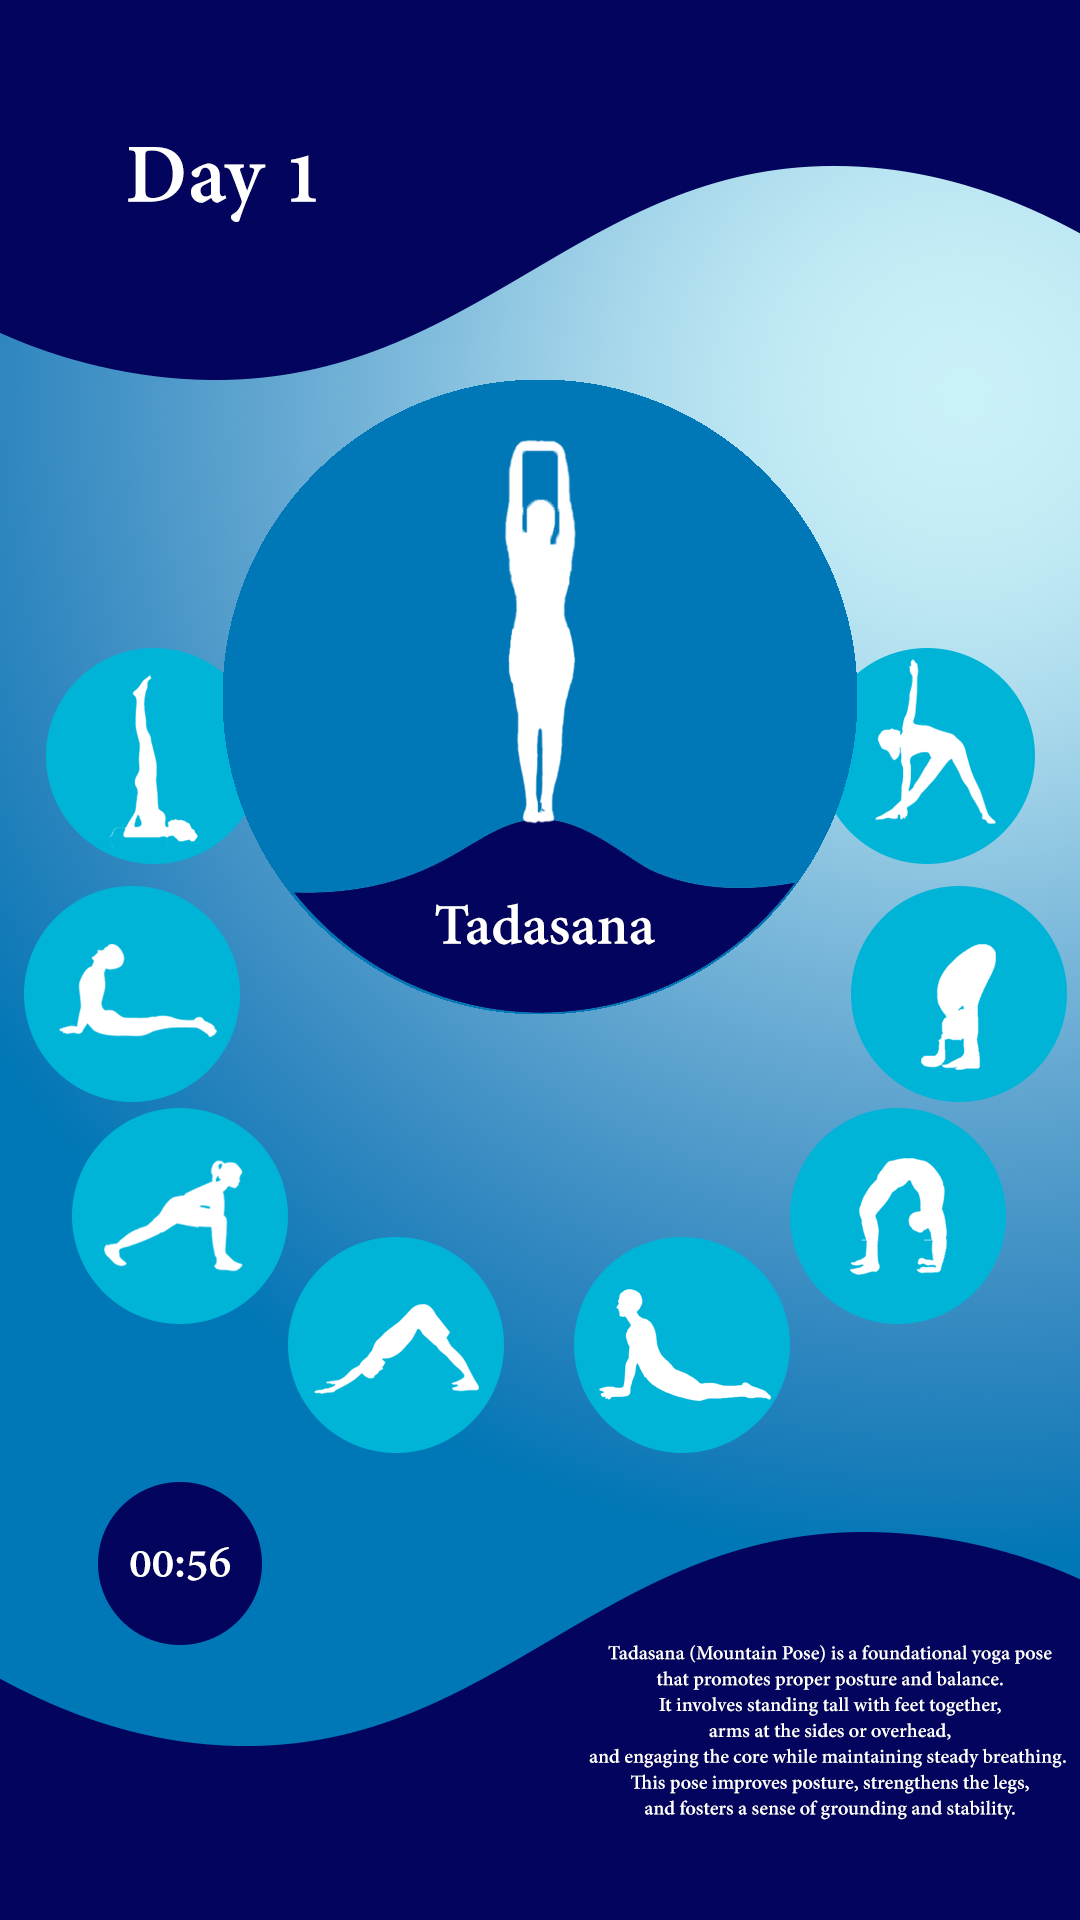 Day 1
Tadasana
00:56
Tadasana (Mountain Pose) is a foundational yoga pose
that promotes proper posture and balance.
It involves standing tall with feet together,
arms at the sides or overhead,
and engaging the core while maintaining steady breathing.
This pose improves posture, strengthens the legs,
and fosters a sense of grounding and stability.